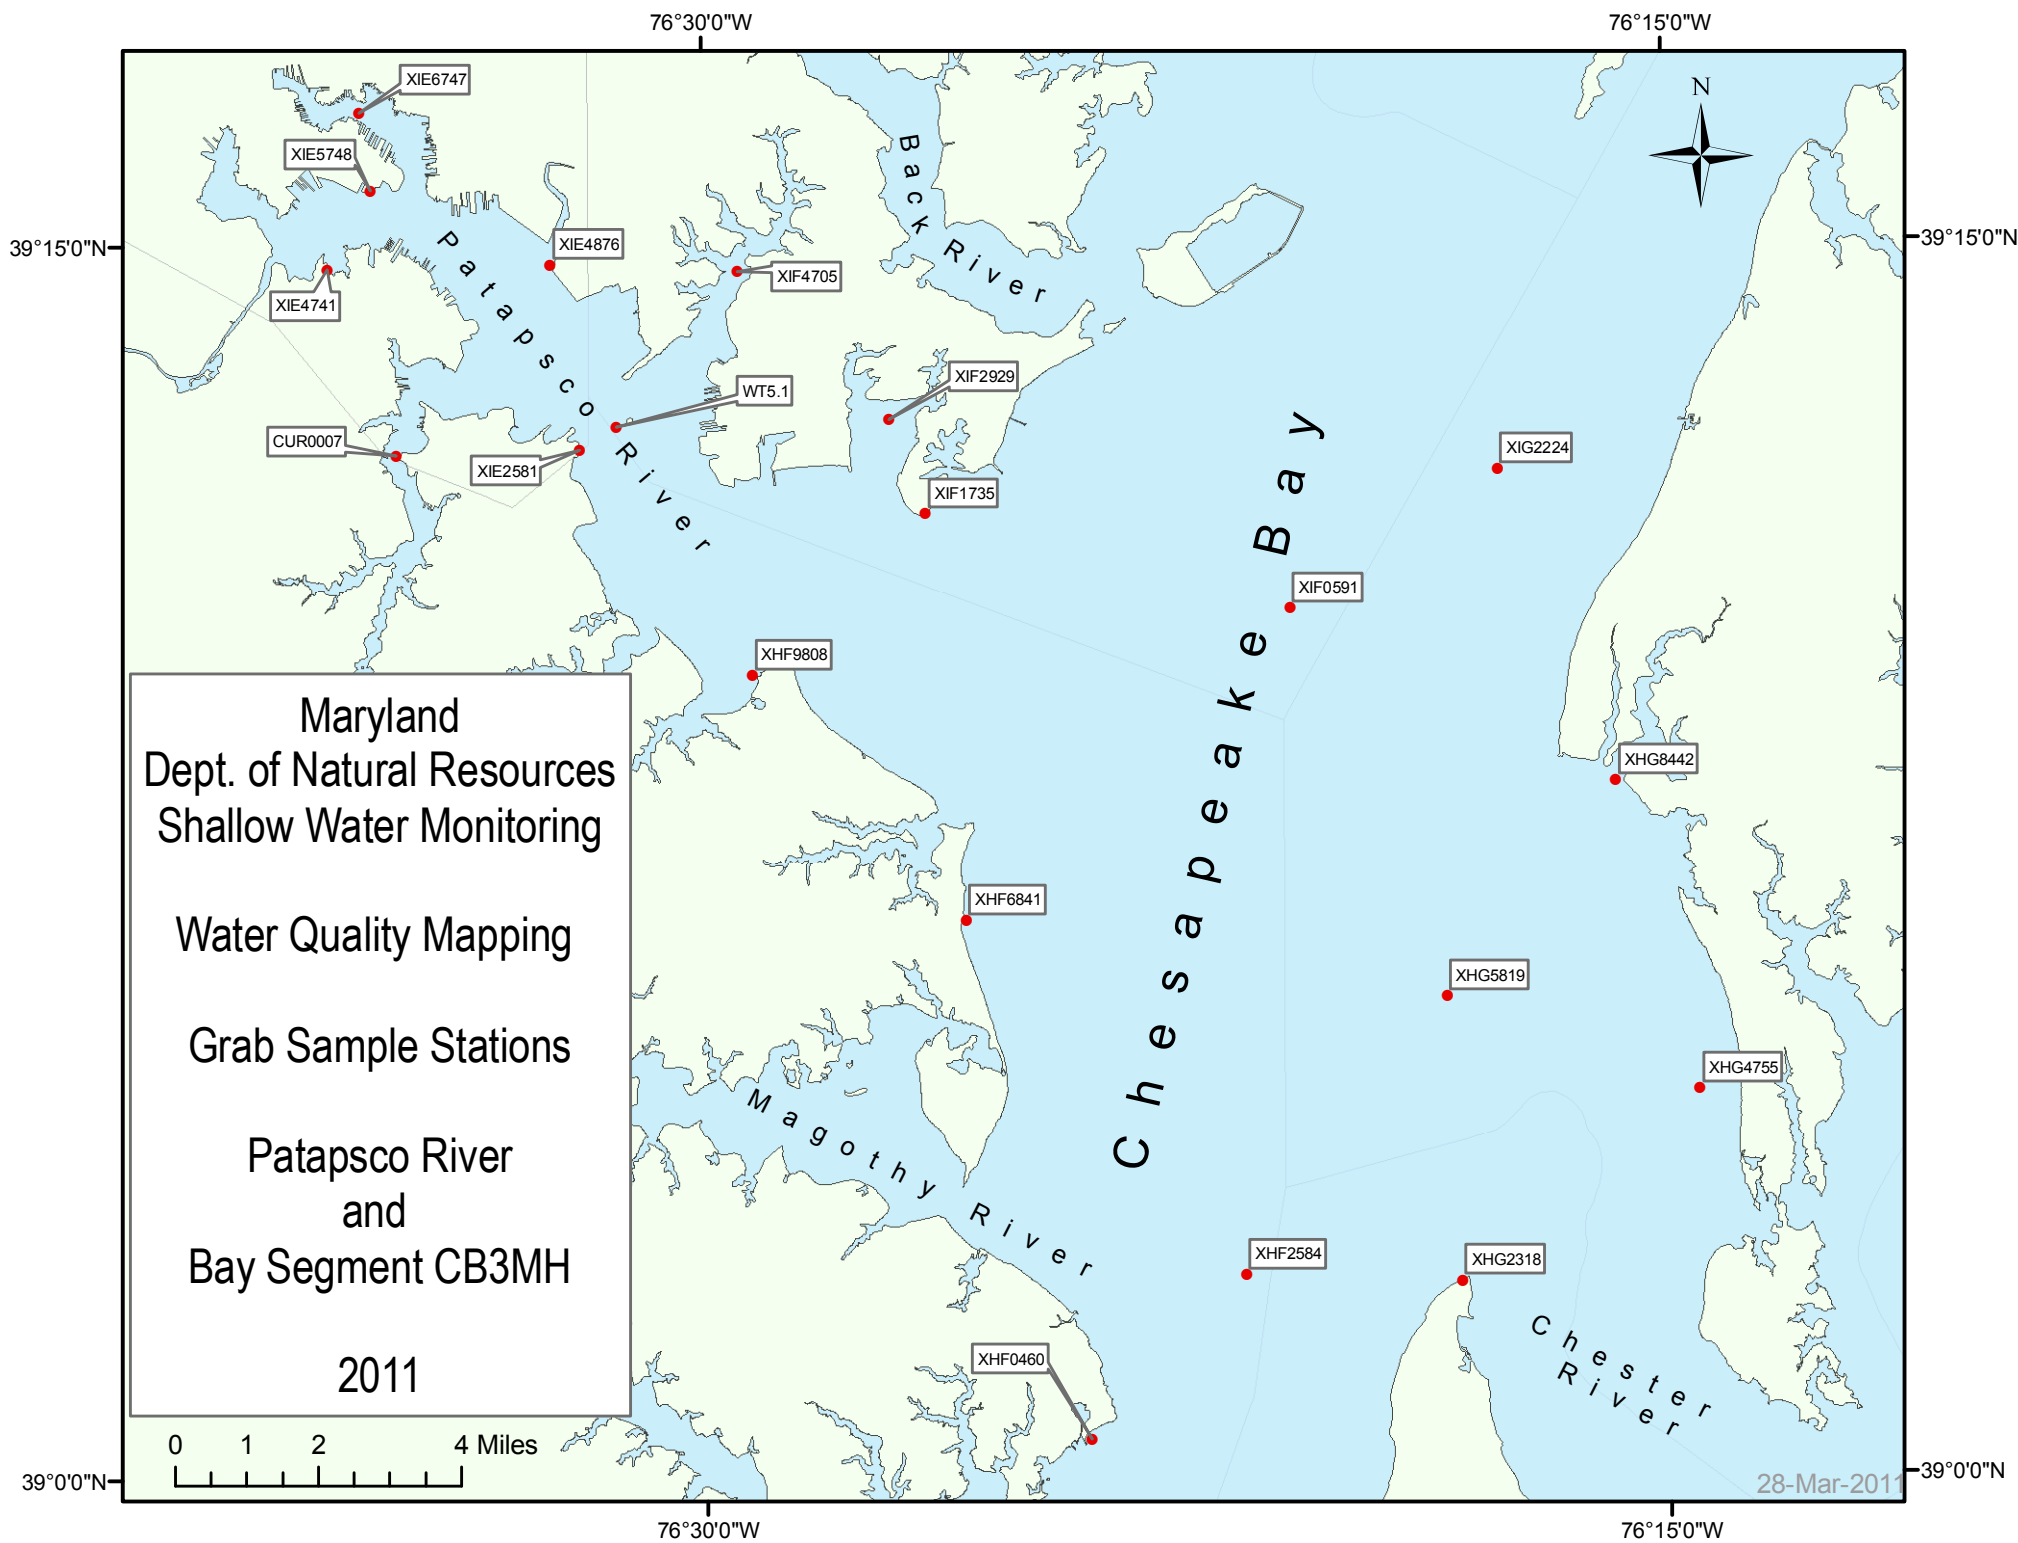 76°30'0"W
76°15'0"W
N
XIE6747
XIE5748
Back River
39°15'0"N
39°15'0"N
XIE4876
XIF4705
XIE4741
Patapsco River
WT5.1
XIF2929
CUR0007
XIE2581
XIG2224
XIF1735
Chesapeake Bay
XIF0591
XHF9808
Maryland
Dept. of Natural Resources
Shallow Water Monitoring
Water Quality Mapping
Grab Sample Stations
Patapsco River
and
Bay Segment CB3MH
2011
XHG8442
XHF6841
XHG5819
XHG4755
Magothy River
XHF2584
XHG2318
XHF0460
Chester
River
0 1 2 4 Miles
39°0'0"N
39°0'0"N
28-Mar-2011
76°30'0"W
76°15'0"W